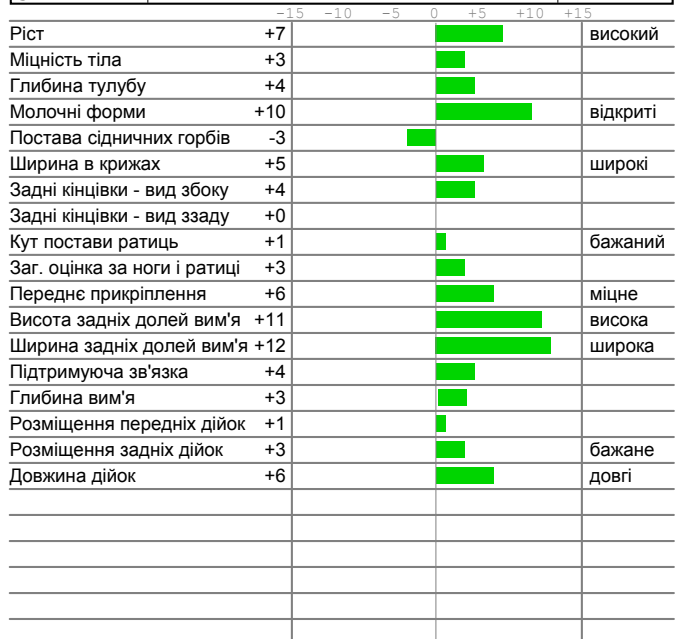 -15 -10 -5 0 +5 +10 +15
Ріст +7 високий
Міцність тіла +3
Глибина тулубу +4
Молочні форми +10 відкриті
Постава сідничних горбів -3
Ширина в крижах +5 широкі
Задні кінцівки - вид збоку +4
Задні кінцівки - вид ззаду +0
Кут постави ратиць +1 бажаний
Заг. оцінка за ноги і ратиці +3
Переднє прикріплення +6 міцне
Висота задніх долей вим'я +11 висока
Ширина задніх долей вим'я +12 широка
Підтримуюча зв'язка +4
Глибина вим'я +3
Розміщення передніх дійок +1
Розміщення задніх дійок +3 бажане
Довжина дійок +6 довгі